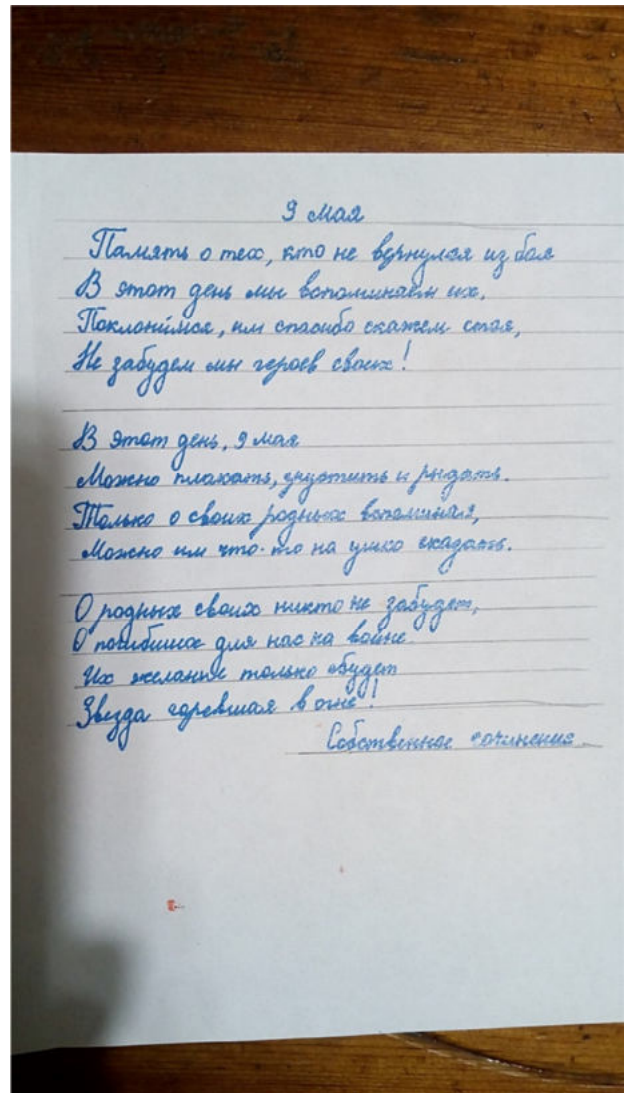 9 мая
Память о тех, кто не вернулся из боя
В этот день мы вспоминаем их,
Поклонимся, им спасибо скажем стоя,
Не забудем мы героев своих!
В этот день, 9 мая
Можно плакать, грустить и рыдать.
Только о своих родных вспоминая,
Можно им что-то на ушко сказать.
О родных своих никто не забудет,
О погибших для нас на войне.
Их желание только сбудет
Звезда горевшая в огне!
Собственное сочинение